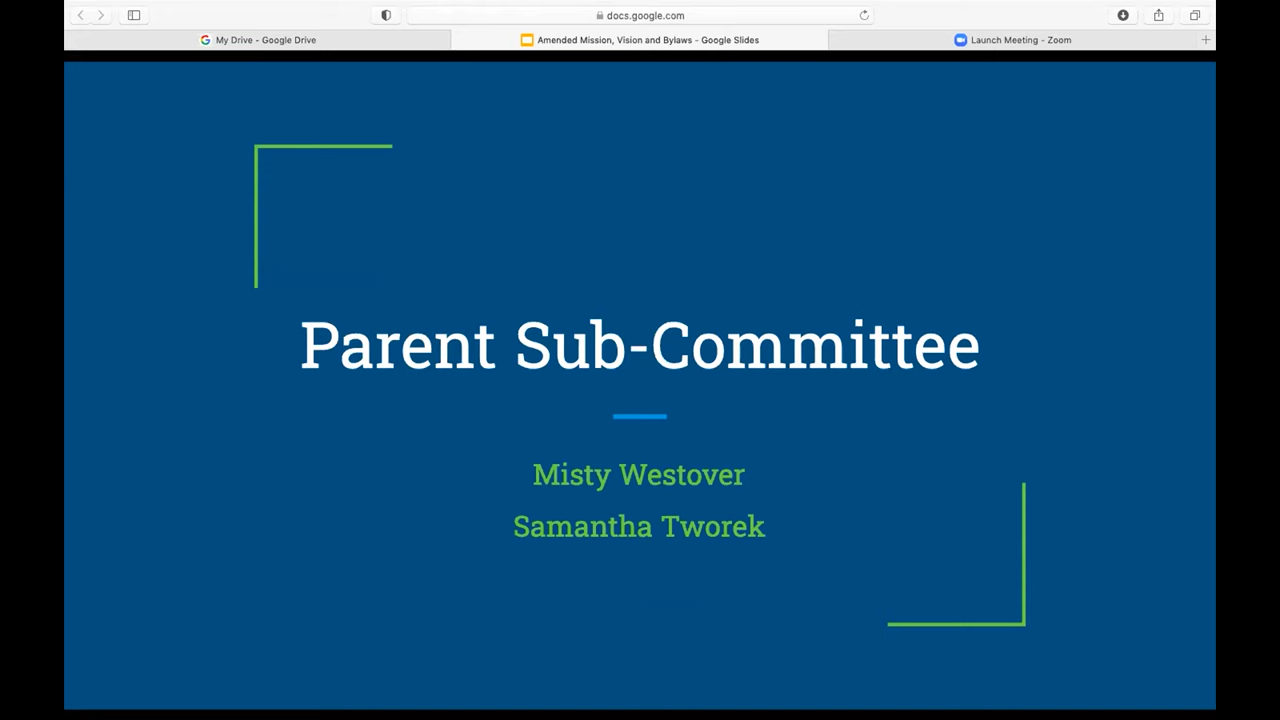 docs.google.com
My Drive - Google Drive
Amended Mission, Vision and Bylaws - Google Slides
Launch Meeting - Zoom
Parent Sub-Committee
Misty Westover
Samantha Tworek